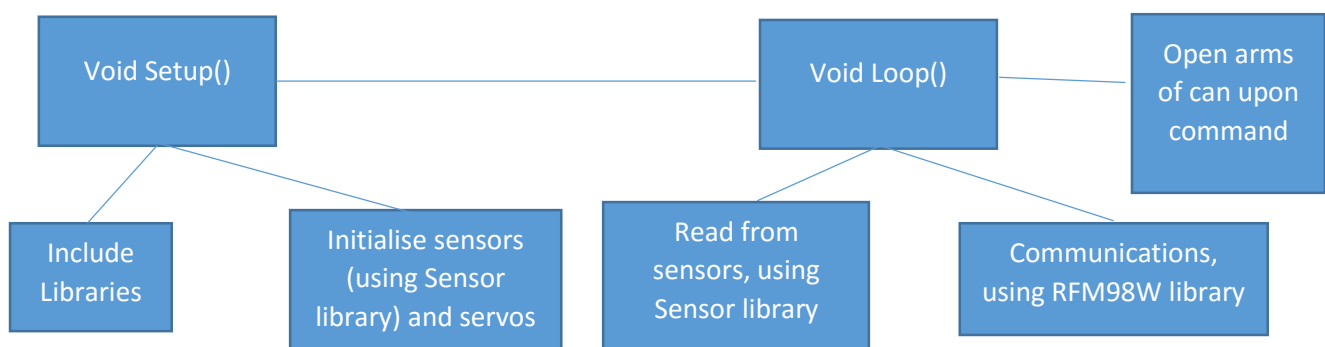 Void Setup()
Void Loop()
Open arms
of can upon
command
Include
Libraries
Initialise sensors
(using Sensor
library) and servos
Read from
sensors, using
Sensor library
Communications,
using RFM98W library